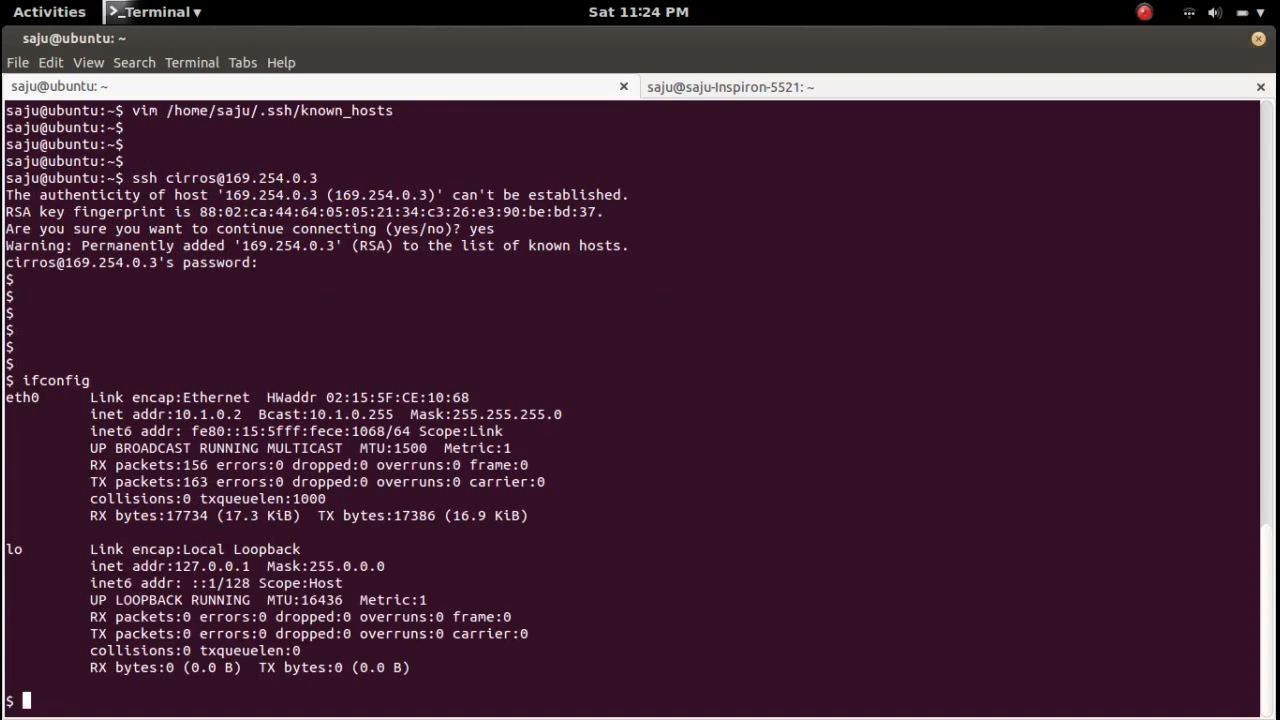 Activities
Terminal
Sat 11:24 PM
saju@ubuntu: ~
File Edit View Search Terminal Tabs Help
saju@ubuntu: ~
saju@saju-Inspiron-5521: ~
saju@ubuntu:~$ vim /home/saju/.ssh/known_hosts
saju@ubuntu:~$
saju@ubuntu:~$
saju@ubuntu:~$
saju@ubuntu:~$ ssh cirros@169.254.0.3
The authenticity of host '169.254.0.3 (169.254.0.3)' can't be established.
RSA key fingerprint is 88:02:ca:44:64:05:05:21:34:c3:26:e3:90:be:bd:37.
Are you sure you want to continue connecting (yes/no)? yes
Warning: Permanently added '169.254.0.3' (RSA) to the list of known hosts.
cirros@169.254.0.3's password:
$
$
$
$
$
$
$ ifconfig
eth0      Link encap:Ethernet  HWaddr 02:15:5F:CE:10:68
inet addr:10.1.0.2  Bcast:10.1.0.255  Mask:255.255.255.0
inet6 addr: fe80::15:5fff:fece:1068/64 Scope:Link
UP BROADCAST RUNNING MULTICAST  MTU:1500  Metric:1
RX packets:156 errors:0 dropped:0 overruns:0 frame:0
TX packets:163 errors:0 dropped:0 overruns:0 carrier:0
collisions:0 txqueuelen:1000
RX bytes:17734 (17.3 KiB)  TX bytes:17386 (16.9 KiB)
lo        Link encap:Local Loopback
inet addr:127.0.0.1  Mask:255.0.0.0
inet6 addr: ::1/128 Scope:Host
UP LOOPBACK RUNNING  MTU:16436  Metric:1
RX packets:0 errors:0 dropped:0 overruns:0 frame:0
TX packets:0 errors:0 dropped:0 overruns:0 carrier:0
collisions:0 txqueuelen:0
RX bytes:0 (0.0 B)  TX bytes:0 (0.0 B)
$